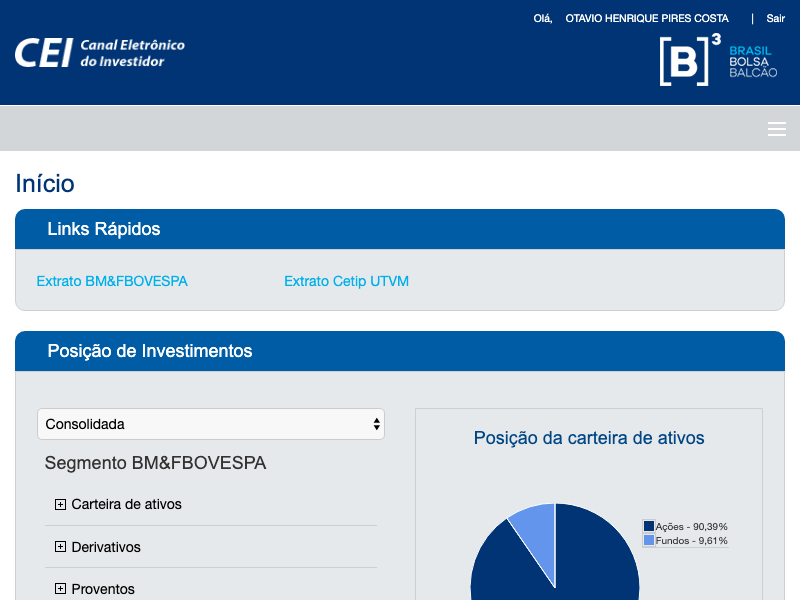 Olá, OTAVIO HENRIQUE PIRES COSTA | Sair
CEI Canal Eletrônico
do Investidor
[B]³ BRASIL
BOLSA
BALCÃO
Início
Links Rápidos
Extrato BM&FBOVESPA Extrato Cetip UTVM
Posição de Investimentos
Consolidada
Segmento BM&FBOVESPA
Carteira de ativos
Derivativos
Proventos
Posição da carteira de ativos
Ações - 90,39%
Fundos - 9,61%